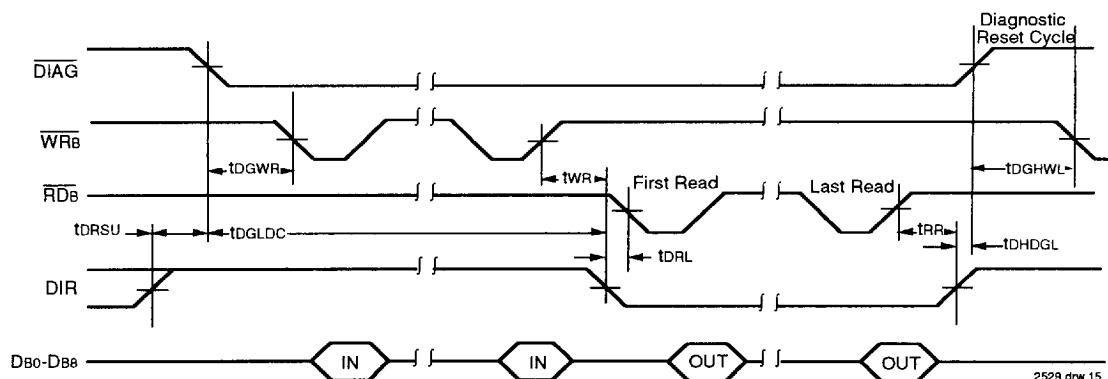 Diagnostic
Reset Cycle
DIAG
WRB
tDGWR
tWR
First Read
Last Read
tDGHWL
RDB
tDRSU
tDGLDC
tDRL
tRR
tDHDGL
DIR
DB0-DB8
IN
IN
OUT
OUT
2529 drw 15